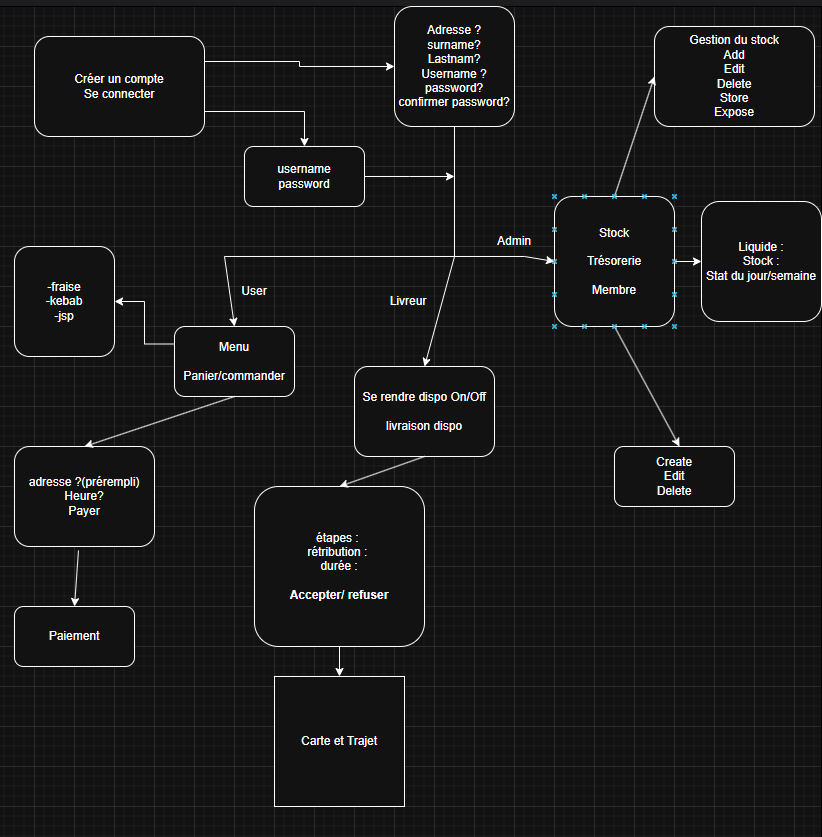 Créer un compte
Se connecter
Adresse ?
surname?
Lastnam?
Username ?
password?
confirmer password?
Gestion du stock
Add
Edit
Delete
Store
Expose
username
password
Admin
Stock
Trésorerie
Membre
Liquide :
Stock :
Stat du jour/semaine
-fraise
-kebab
-jsp
User
Livreur
Menu
Panier/commander
Se rendre dispo On/Off
livraison dispo
adresse ?(prérempli)
Heure?
Payer
Create
Edit
Delete
étapes :
rétribution :
durée :
Accepter/ refuser
Paiement
Carte et Trajet